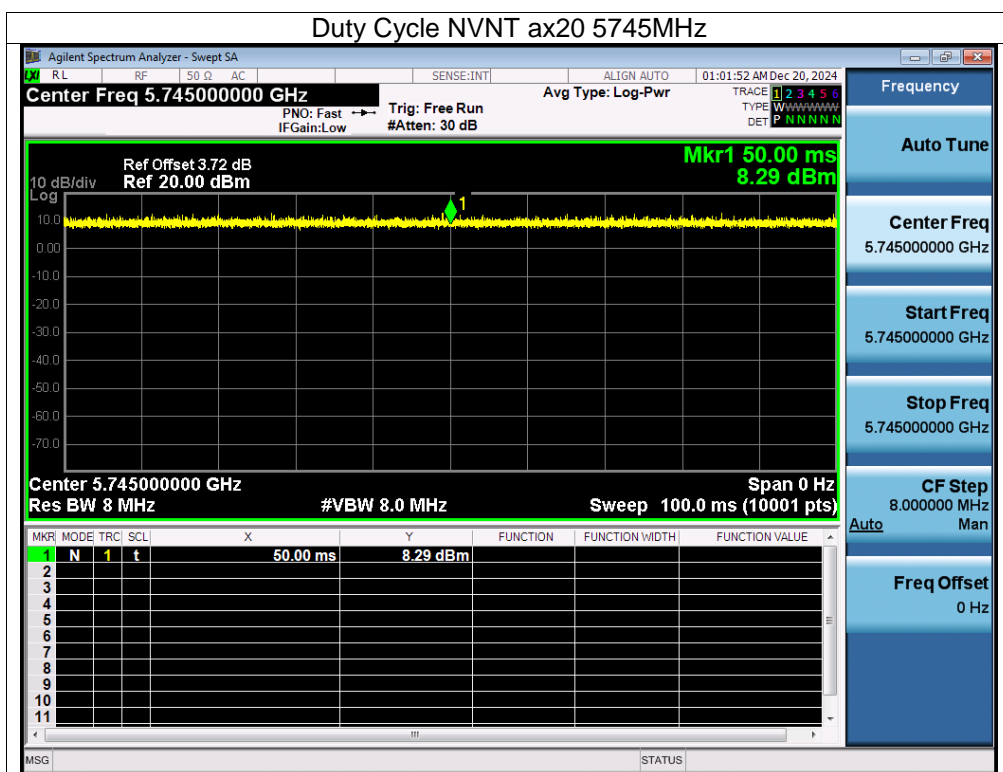 Duty Cycle NVNT ax20 5745MHz
Agilent Spectrum Analyzer - Swept SA
LXI RL RF 50 Ω AC SENSE:INT ALIGN AUTO 01:01:52 AM Dec 20, 2024
Center Freq 5.745000000 GHz
PNO: Fast
IFGain:Low
Trig: Free Run
#Atten: 30 dB
Avg Type: Log-Pwr
TRACE 1 2 3 4 5 6
TYPE WWWWWW
DET P N N N N N
Mkr1 50.00 ms
8.29 dBm
Ref Offset 3.72 dB
10 dB/div Ref 20.00 dBm
Log
1
10.0
0.00
-10.0
-20.0
-30.0
-40.0
-50.0
-60.0
-70.0
Center 5.745000000 GHz Span 0 Hz
Res BW 8 MHz #VBW 8.0 MHz Sweep 100.0 ms (10001 pts)
MKR MODE TRC SCL X Y FUNCTION FUNCTION WIDTH FUNCTION VALUE
1 N 1 t 50.00 ms 8.29 dBm
2
3
4
5
6
7
8
9
10
11
MSG STATUS
Frequency
Auto Tune
Center Freq
5.745000000 GHz
Start Freq
5.745000000 GHz
Stop Freq
5.745000000 GHz
CF Step
8.000000 MHz
Auto Man
Freq Offset
0 Hz